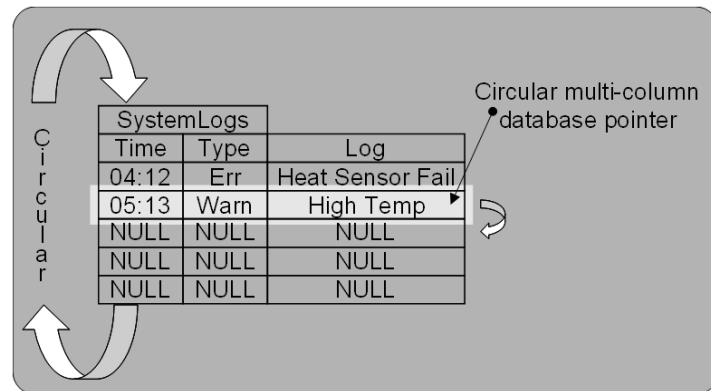 Circular
Circular multi-column
database pointer
SystemLogs
Time Type Log
04:12 Err Heat Sensor Fail
05:13 Warn High Temp
NULL NULL NULL
NULL NULL NULL
NULL NULL NULL